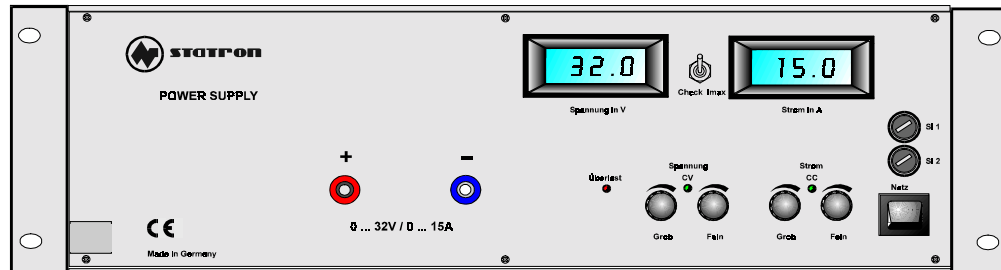 STATRON
POWER SUPPLY
32.0
15.0
Check Imax
Spannung in V
Strom in A
SI 1
SI 2
+
-
Überlast
Spannung
CV
Strom
CC
Netz
0 ... 32V / 0 ... 15A
Grob
Fein
Grob
Fein
CE
Made in Germany